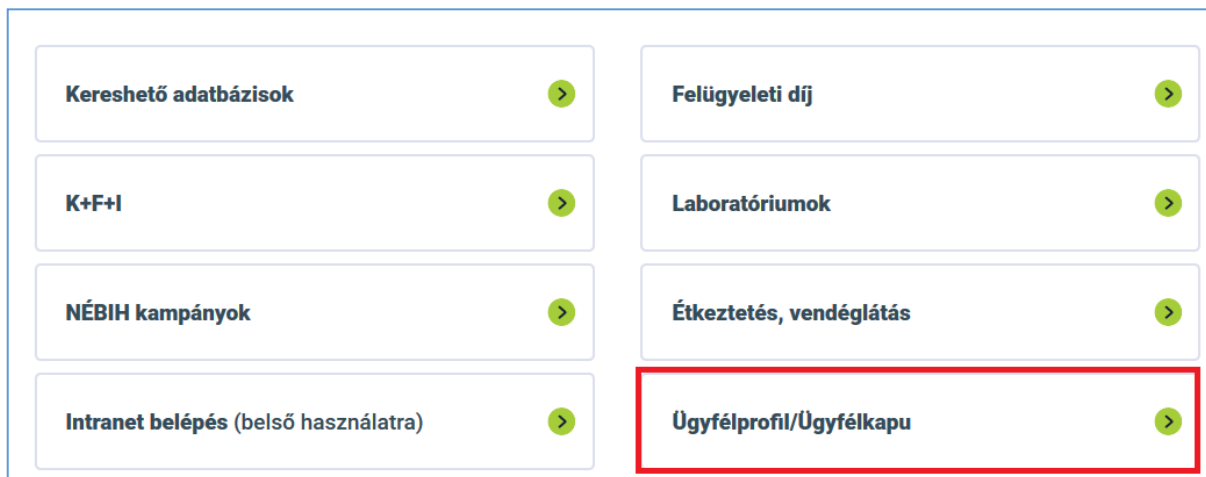 Kereshető adatbázisok
Felügyeleti díj
K+F+I
Laboratóriumok
NÉBIH kampányok
Étkeztetés, vendéglátás
Intranet belépés (belső használatra)
Ügyfélprofil/Ügyfélkapu